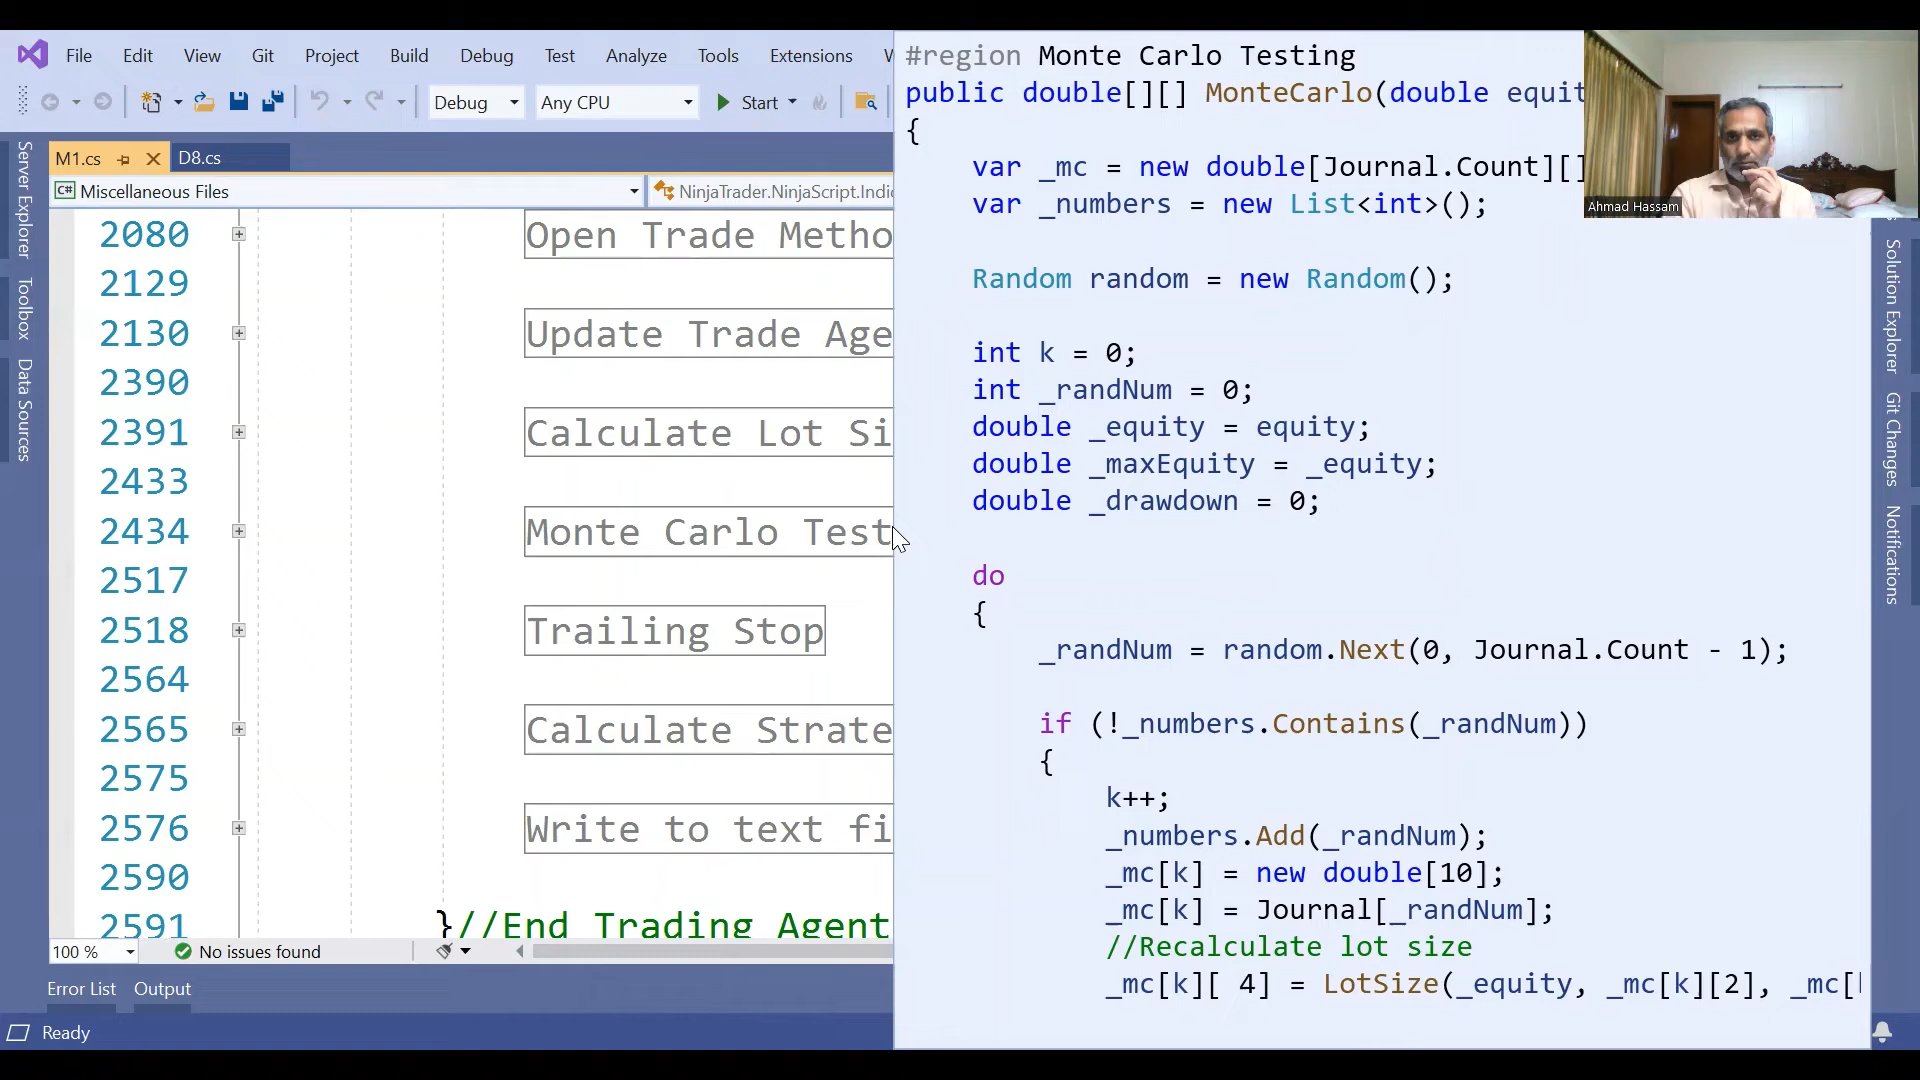 File Edit View Git Project Build Debug Test Analyze Tools Extensions
Debug Any CPU Start
M1.cs D8.cs
C# Miscellaneous Files NinjaTrader.NinjaScript.Indic
Server Explorer
Toolbox
Data Sources
2080 Open Trade Metho
2129
2130 Update Trade Age
2390
2391 Calculate Lot Si
2433
2434 Monte Carlo Test
2517
2518 Trailing Stop
2564
2565 Calculate Strate
2575
2576 Write to text fi
2590
2591 }//End Trading Agent
100 % No issues found
Error List Output
Ready
#region Monte Carlo Testing
public double[][] MonteCarlo(double equit
{
var _mc = new double[Journal.Count][]
var _numbers = new List<int>();
Random random = new Random();
int k = 0;
int _randNum = 0;
double _equity = equity;
double _maxEquity = _equity;
double _drawdown = 0;
do
{
_randNum = random.Next(0, Journal.Count - 1);
if (!_numbers.Contains(_randNum))
{
k++;
_numbers.Add(_randNum);
_mc[k] = new double[10];
_mc[k] = Journal[_randNum];
//Recalculate lot size
_mc[k][ 4] = LotSize(_equity, _mc[k][2], _mc[
Ahmad Hassam
Solution Explorer
Git Changes
Notifications